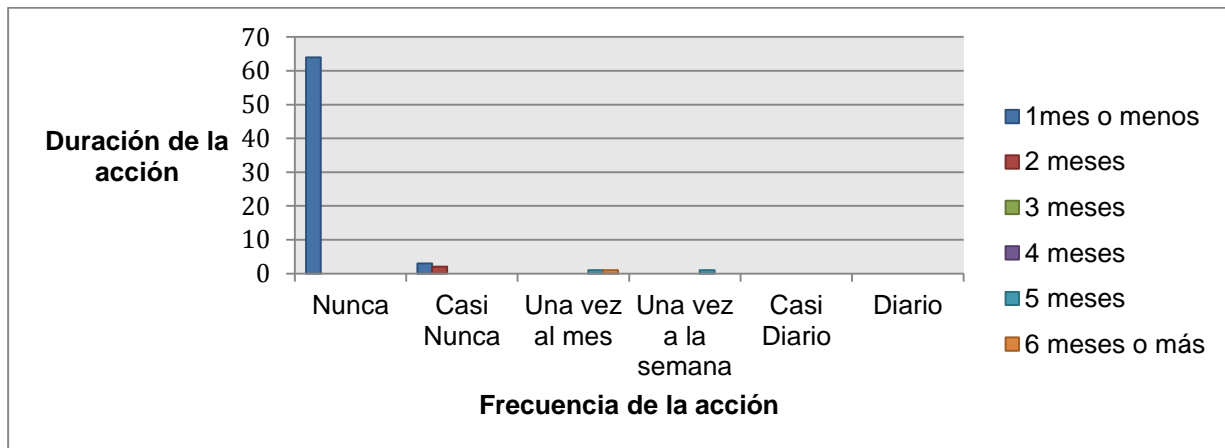 70
60
50
40
30
20
10
0
Duración de la
acción
Nunca
Casi
Nunca
Una vez
al mes
Una vez
a la
semana
Casi
Diario
Diario
Frecuencia de la acción
1mes o menos
2 meses
3 meses
4 meses
5 meses
6 meses o más